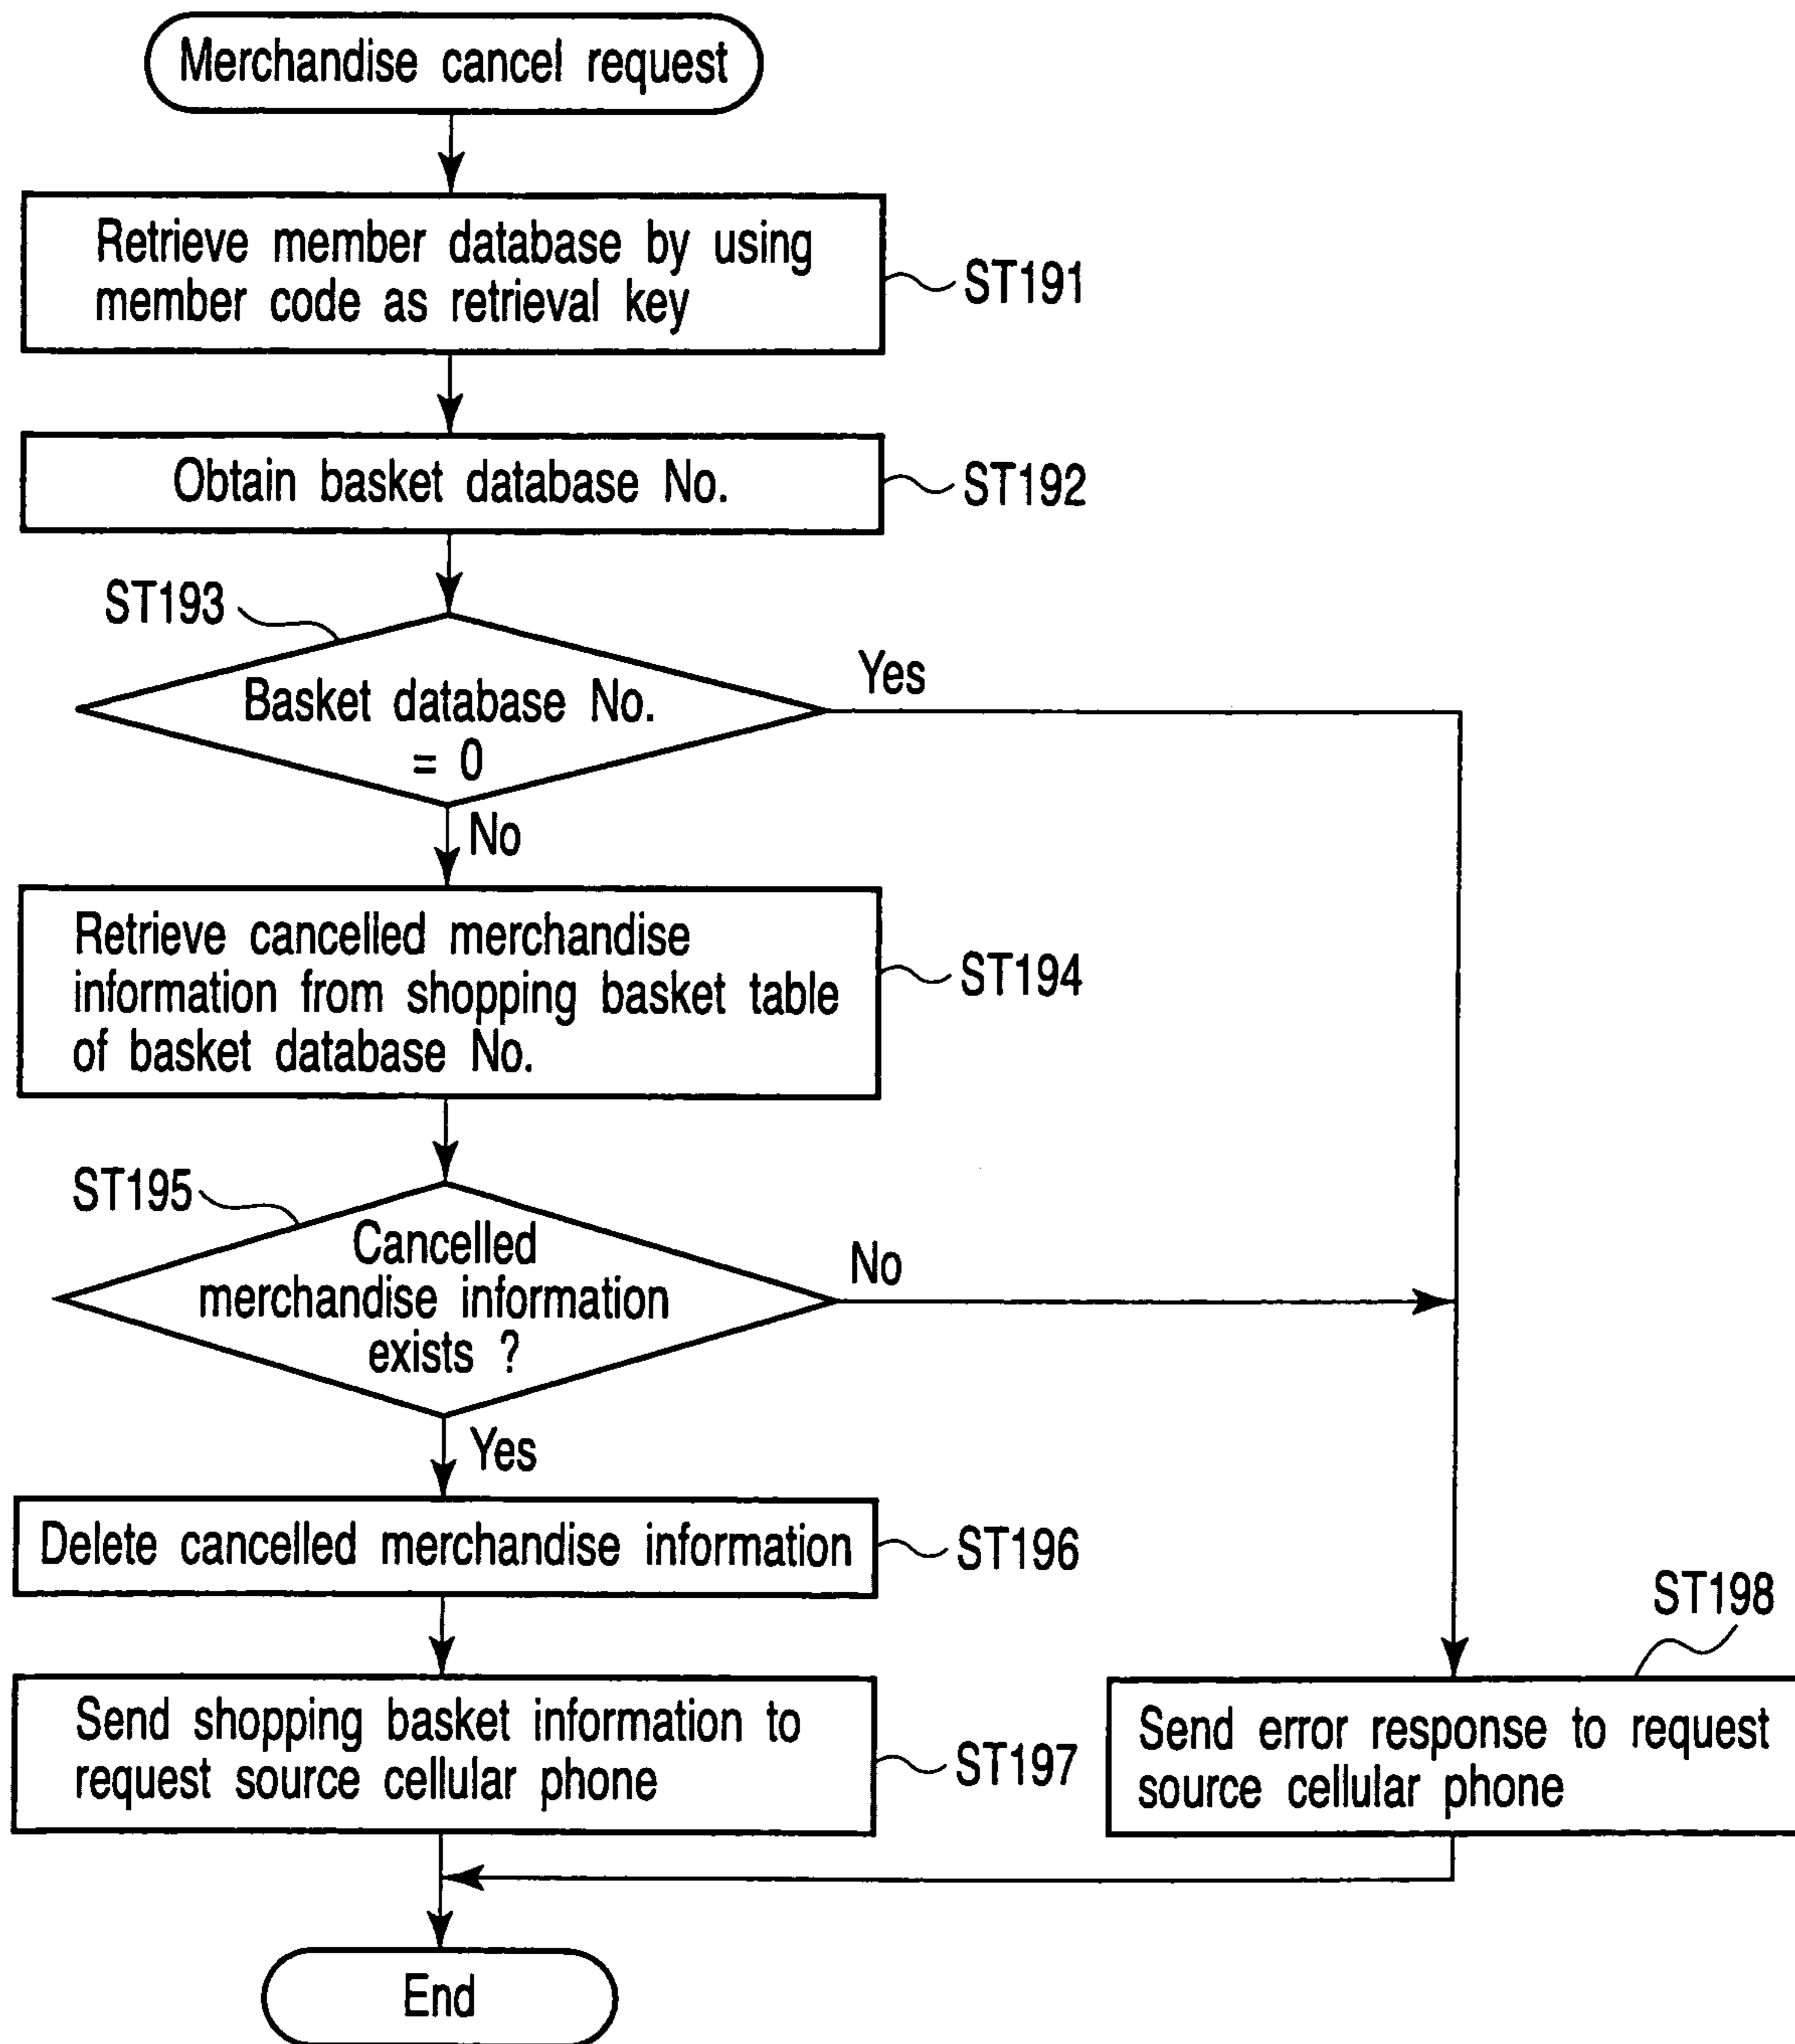 Merchandise cancel request
Retrieve member database by using
member code as retrieval key
ST191
Obtain basket database No.
ST192
ST193
Basket database No.
= 0
Yes
No
Retrieve cancelled merchandise
information from shopping basket table
of basket database No.
ST194
ST195
Cancelled
merchandise information
exists ?
No
Yes
Delete cancelled merchandise information
ST196
Send shopping basket information to
request source cellular phone
ST197
ST198
Send error response to request
source cellular phone
End